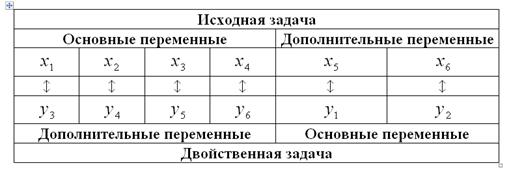 Исходная задача
Основные переменные Дополнительные переменные
x₁ x₂ x₃ x₄ x₅ x₆
↕ ↕ ↕ ↕ ↕ ↕
y₃ y₄ y₅ y₆ y₁ y₂
Дополнительные переменные Основные переменные
Двойственная задача